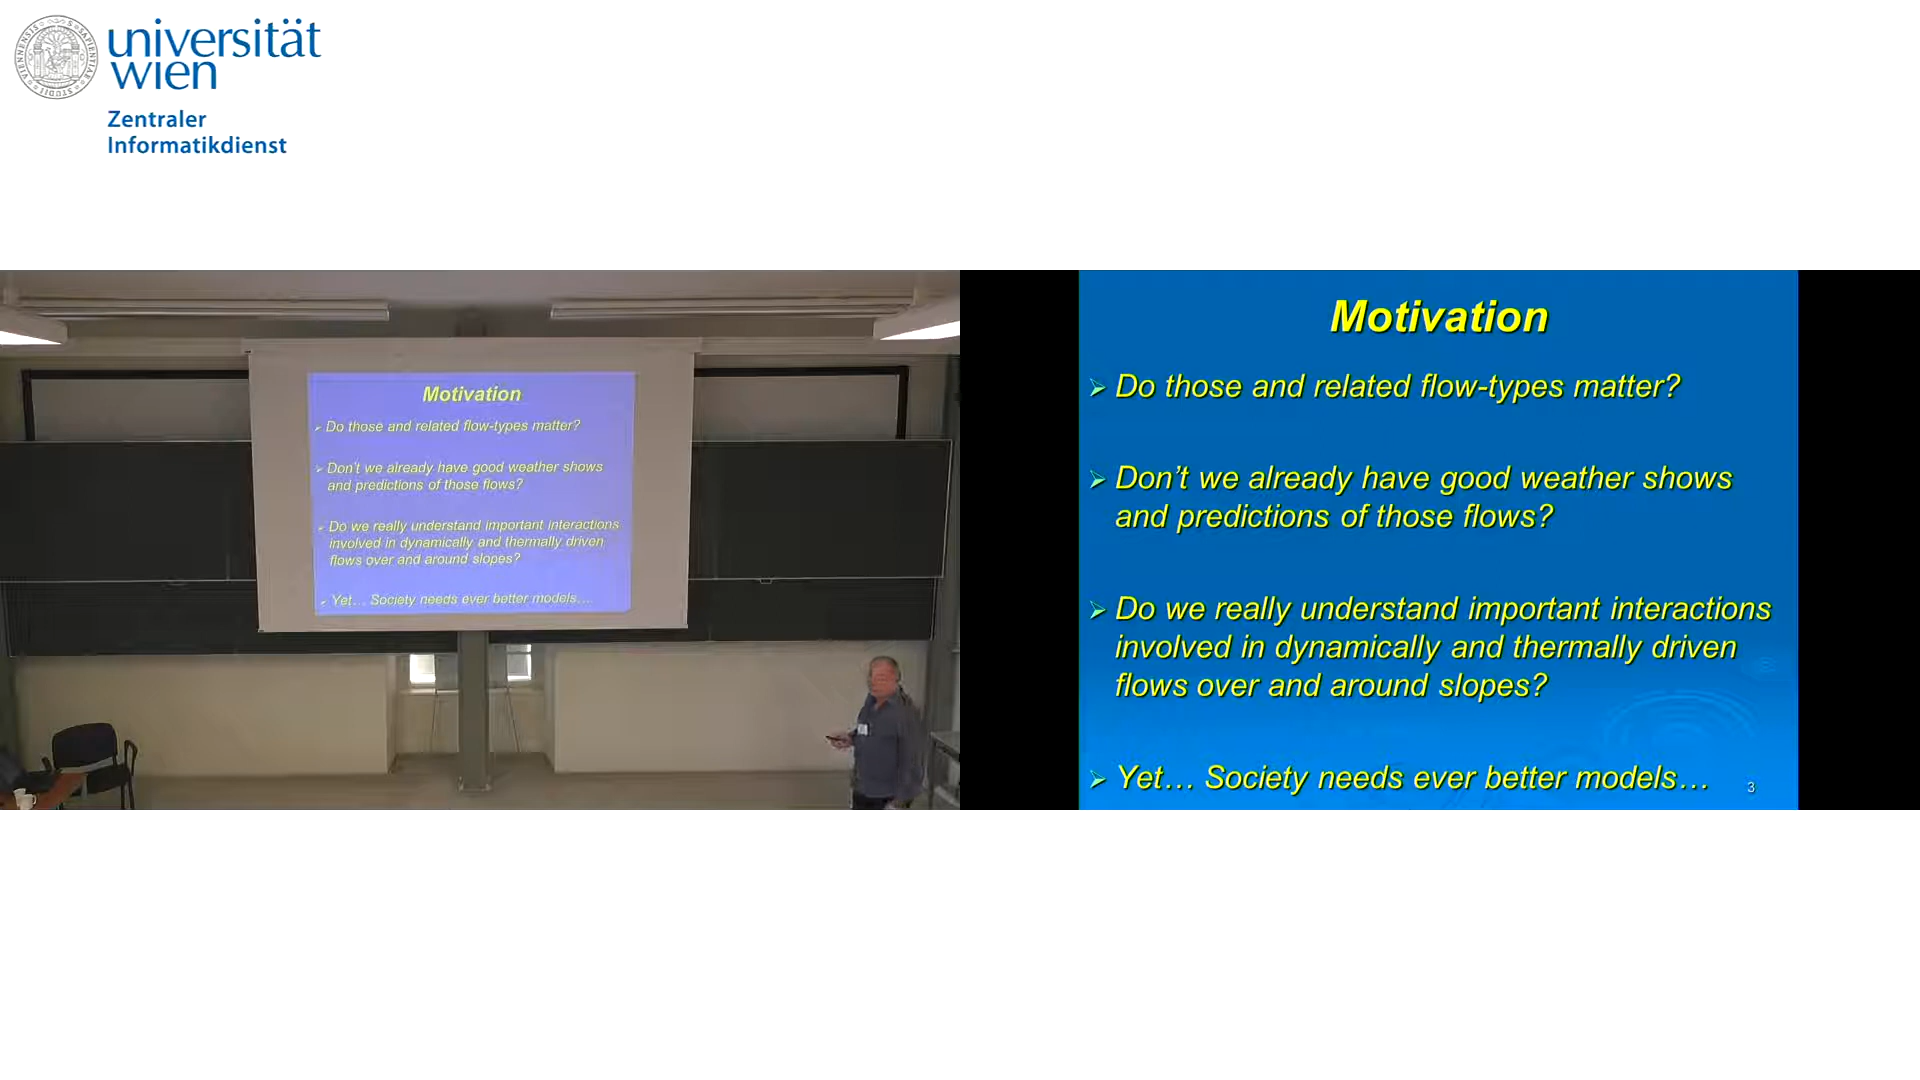 universität
wien
Zentraler
Informatikdienst
Motivation
Do those and related flow-types matter?
Don't we already have good weather shows
and predictions of those flows?
Do we really understand important interactions
involved in dynamically and thermally driven
flows over and around slopes?
Yet… Society needs ever better models…
Motivation
Do those and related flow-types matter?
Don’t we already have good weather shows
and predictions of those flows?
Do we really understand important interactions
involved in dynamically and thermally driven
flows over and around slopes?
Yet… Society needs ever better models…
3